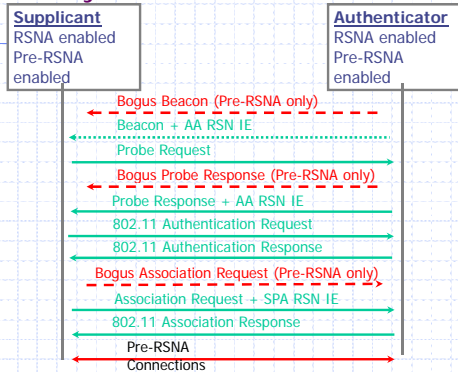 Supplicant
RSNA enabled
Pre-RSNA
enabled
Authenticator
RSNA enabled
Pre-RSNA
enabled
Bogus Beacon (Pre-RSNA only)
Beacon + AA RSN IE
Probe Request
Bogus Probe Response (Pre-RSNA only)
Probe Response + AA RSN IE
802.11 Authentication Request
802.11 Authentication Response
Bogus Association Request (Pre-RSNA only)
Association Request + SPA RSN IE
802.11 Association Response
Pre-RSNA
Connections